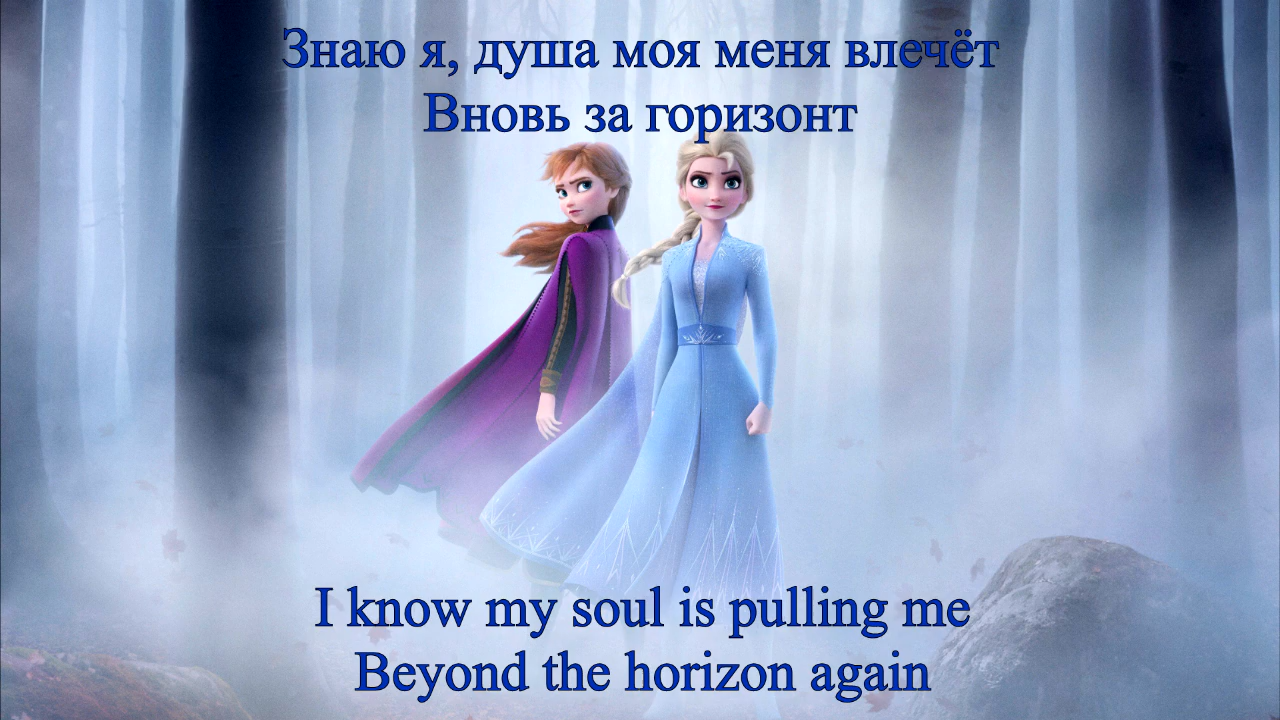 Знаю я, душа моя меня влечёт
Вновь за горизонт
I know my soul is pulling me
Beyond the horizon again